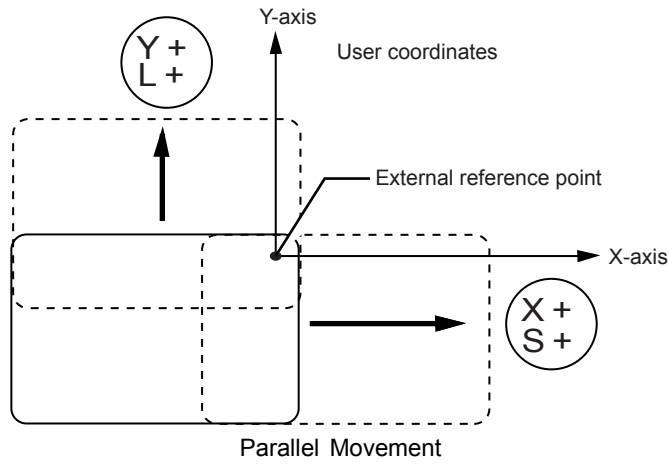 Y-axis
Y +
L +
User coordinates
External reference point
X-axis
X +
S +
Parallel Movement